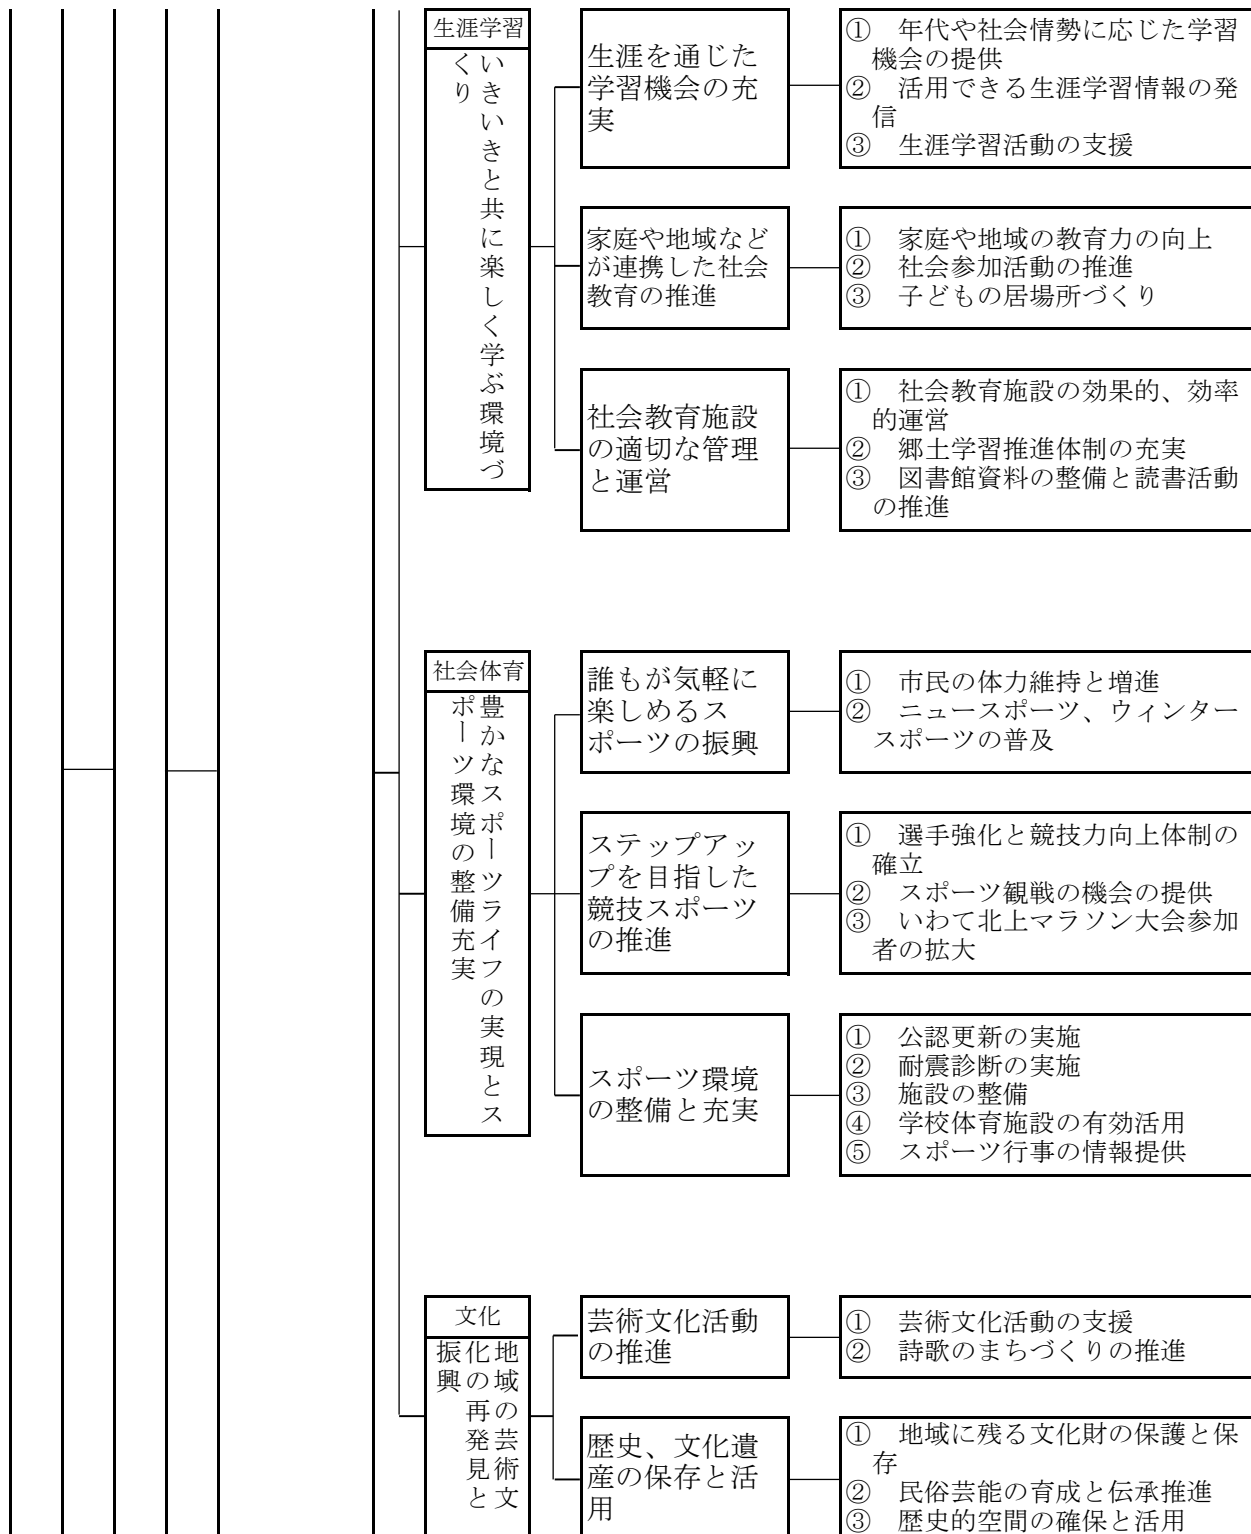 生涯学習
いきいきと共に楽しく学ぶ環境づ
くり
生涯を通じた
学習機会の充
実
① 年代や社会情勢に応じた学習
機会の提供
② 活用できる生涯学習情報の発
信
③ 生涯学習活動の支援
家庭や地域など
が連携した社会
教育の推進
① 家庭や地域の教育力の向上
② 社会参加活動の推進
③ 子どもの居場所づくり
社会教育施設
の適切な管理
と運営
① 社会教育施設の効果的、効率
的運営
② 郷土学習推進体制の充実
③ 図書館資料の整備と読書活動
の推進
社会体育
豊かなスポーツライフの実現とス
ポーツ環境の整備充実
誰もが気軽に
楽しめるス
ポーツの振興
① 市民の体力維持と増進
② ニュースポーツ、ウィンター
スポーツの普及
ステップアッ
プを目指した
競技スポーツ
の推進
① 選手強化と競技力向上体制の
確立
② スポーツ観戦の機会の提供
③ いわて北上マラソン大会参加
者の拡大
スポーツ環境
の整備と充実
① 公認更新の実施
② 耐震診断の実施
③ 施設の整備
④ 学校体育施設の有効活用
⑤ スポーツ行事の情報提供
文化
地域の芸術文
化の再発見と
振興
芸術文化活動
の推進
① 芸術文化活動の支援
② 詩歌のまちづくりの推進
歴史、文化遺
産の保存と活
用
① 地域に残る文化財の保護と保
存
② 民俗芸能の育成と伝承推進
③ 歴史的空間の確保と活用